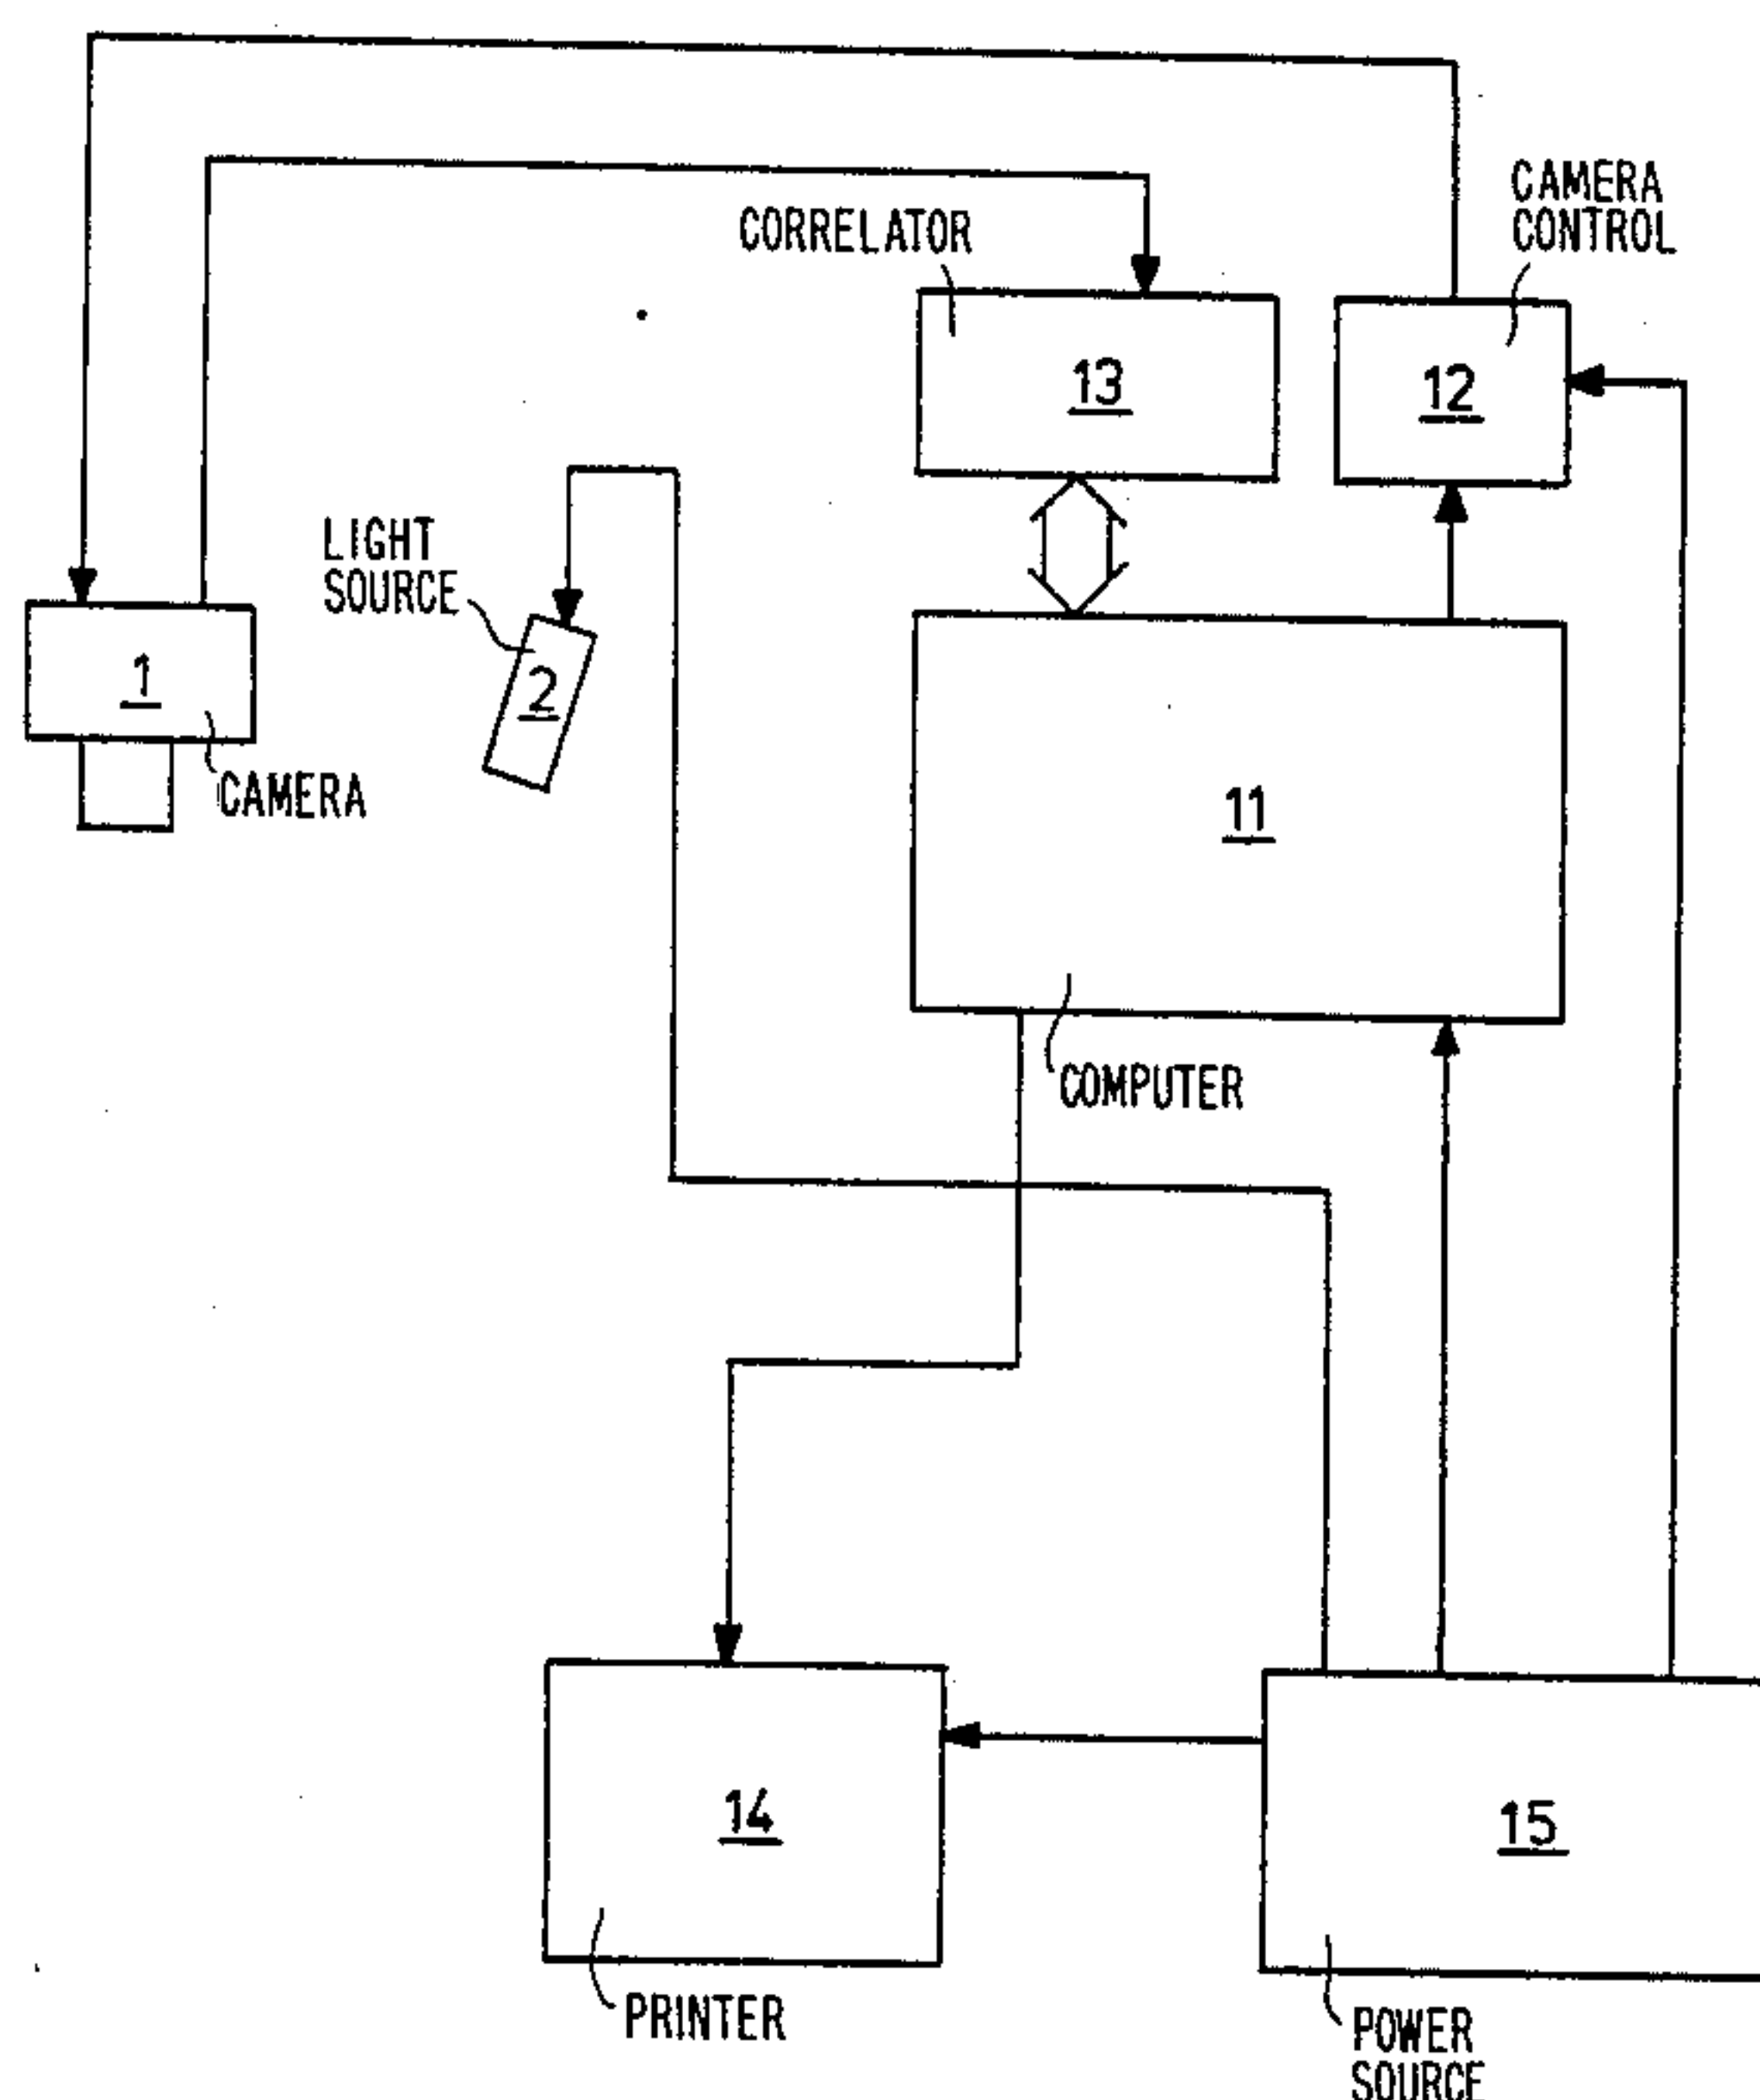 CAMERA
CONTROL
CORRELATOR
13
12
LIGHT
SOURCE
1
2
CAMERA
11
COMPUTER
14
15
PRINTER
POWER
SOURCE